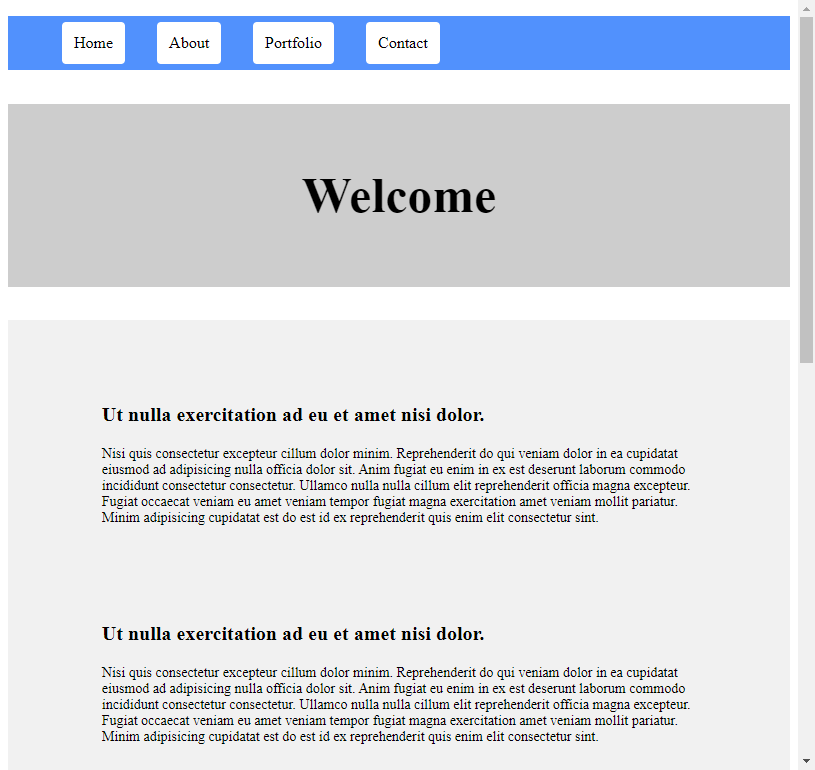 Home About Portfolio Contact
Welcome
Ut nulla exercitation ad eu et amet nisi dolor.
Nisi quis consectetur excepteur cillum dolor minim. Reprehenderit do qui veniam dolor in ea cupidatat
eiusmod ad adipisicing nulla officia dolor sit. Anim fugiat eu enim in ex est deserunt laborum commodo
incididunt consectetur consectetur. Ullamco nulla nulla cillum elit reprehenderit officia magna excepteur.
Fugiat occaecat veniam eu amet veniam tempor fugiat magna exercitation amet veniam mollit pariatur.
Minim adipisicing cupidatat est do est id ex reprehenderit quis enim elit consectetur sint.
Ut nulla exercitation ad eu et amet nisi dolor.
Nisi quis consectetur excepteur cillum dolor minim. Reprehenderit do qui veniam dolor in ea cupidatat
eiusmod ad adipisicing nulla officia dolor sit. Anim fugiat eu enim in ex est deserunt laborum commodo
incididunt consectetur consectetur. Ullamco nulla nulla cillum elit reprehenderit officia magna excepteur.
Fugiat occaecat veniam eu amet veniam tempor fugiat magna exercitation amet veniam mollit pariatur.
Minim adipisicing cupidatat est do est id ex reprehenderit quis enim elit consectetur sint.